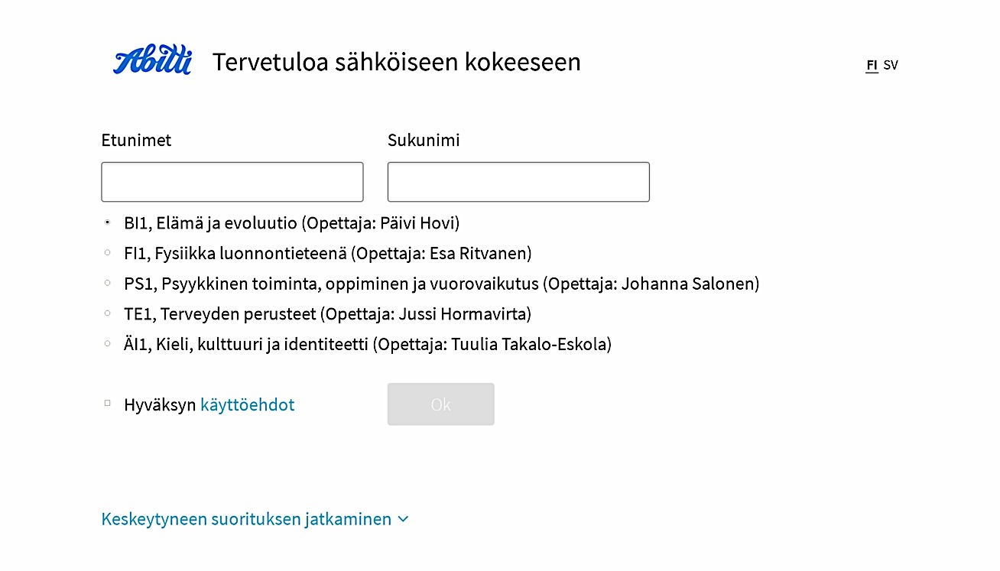 Abitti Tervetuloa sähköiseen kokeeseen FI SV
Etunimet Sukunimi
BI1, Elämä ja evoluutio (Opettaja: Päivi Hovi)
FI1, Fysiikka luonnontieteenä (Opettaja: Esa Ritvanen)
PS1, Psyykkinen toiminta, oppiminen ja vuorovaikutus (Opettaja: Johanna Salonen)
TE1, Terveyden perusteet (Opettaja: Jussi Hormavirta)
ÄI1, Kieli, kulttuuri ja identiteetti (Opettaja: Tuulia Takalo-Eskola)
Hyväksyn käyttöehdot Ok
Keskeytyneen suorituksen jatkaminen